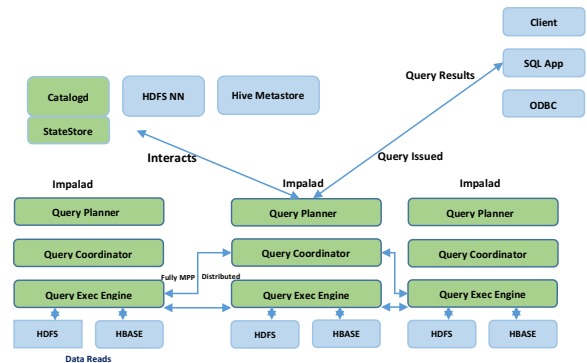 Client
SQL App
Query Results
ODBC
Catalogd
HDFS NN
Hive Metastore
StateStore
Interacts
Query Issued
Impalad
Impalad
Impalad
Query Planner
Query Planner
Query Planner
Query Coordinator
Query Coordinator
Query Coordinator
Fully MPP
Distributed
Query Exec Engine
Query Exec Engine
Query Exec Engine
HDFS
HBASE
HDFS
HBASE
HDFS
HBASE
Data Reads